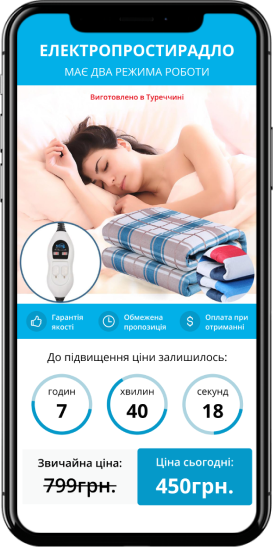 ЕЛЕКТРОПРОСТИРАДЛО
МАЄ ДВА РЕЖИМА РОБОТИ
Виготовлено в Туреччині
Гарантія
якості
Обмежена
пропозиція
$
Оплата при
отриманні
До підвищення ціни залишилось:
годин
7
хвилин
40
секунд
18
Звичайна ціна:
799грн.
Ціна сьогодні:
450грн.